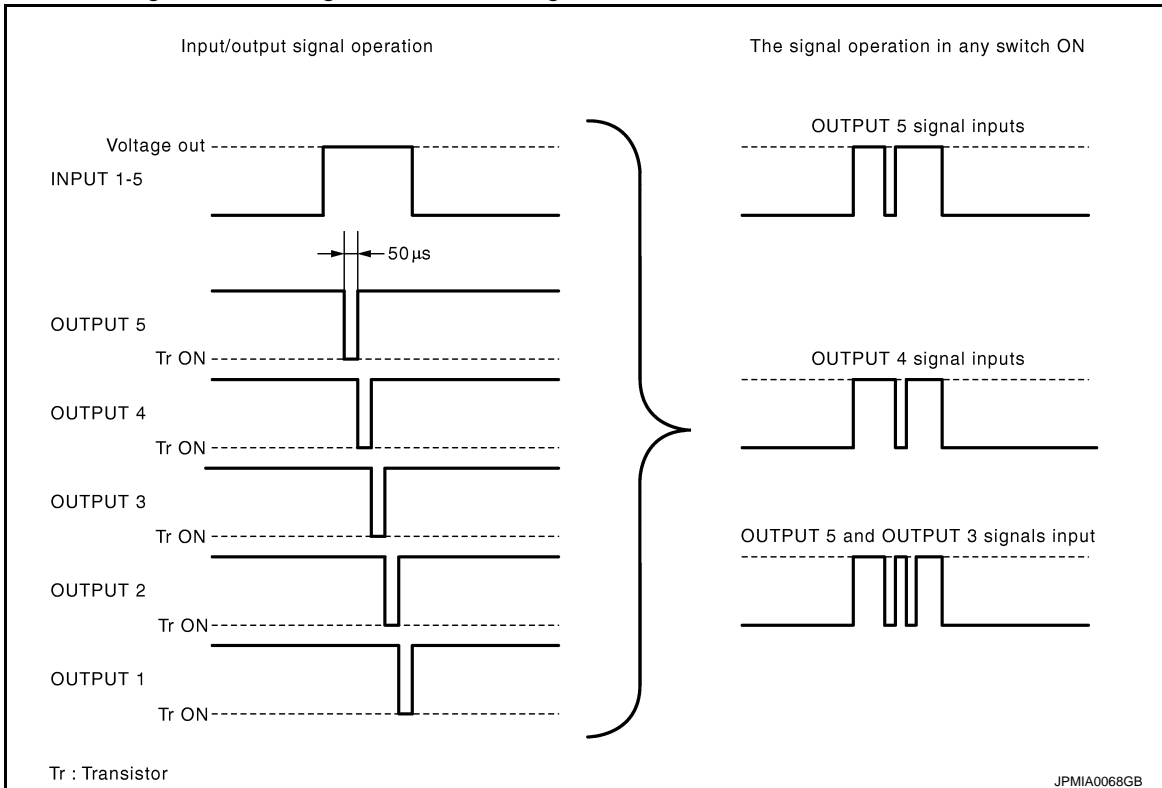 Input/output signal operation
The signal operation in any switch ON
Voltage out
INPUT 1-5
50 μs
OUTPUT 5
Tr ON
OUTPUT 4
Tr ON
OUTPUT 3
Tr ON
OUTPUT 2
Tr ON
OUTPUT 1
Tr ON
OUTPUT 5 signal inputs
OUTPUT 4 signal inputs
OUTPUT 5 and OUTPUT 3 signals input
Tr : Transistor
JPMIA0068GB